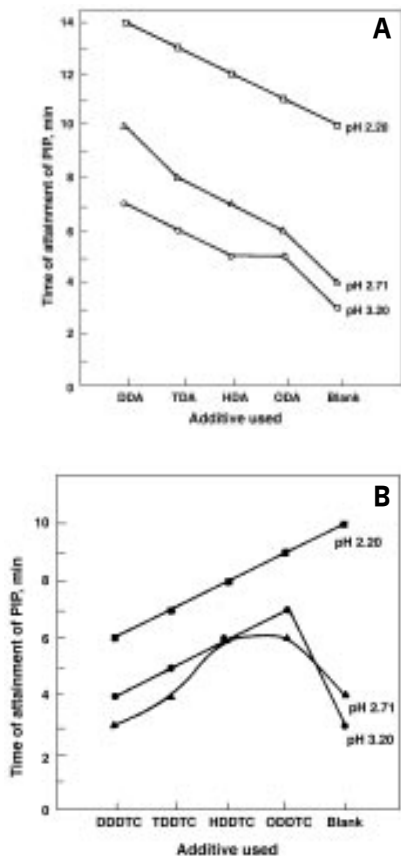 A
14
12
10
8
6
4
2
0
Time of attainment of PIP, min
pH 2.20
pH 2.71
pH 3.20
DDA TDA HDA ODA Blank
Additive used
B
10
8
6
4
2
0
Time of attainment of PIP, min
pH 2.20
pH 2.71
pH 3.20
DDDTC TDDTC HDDTC ODDTC Blank
Additive used